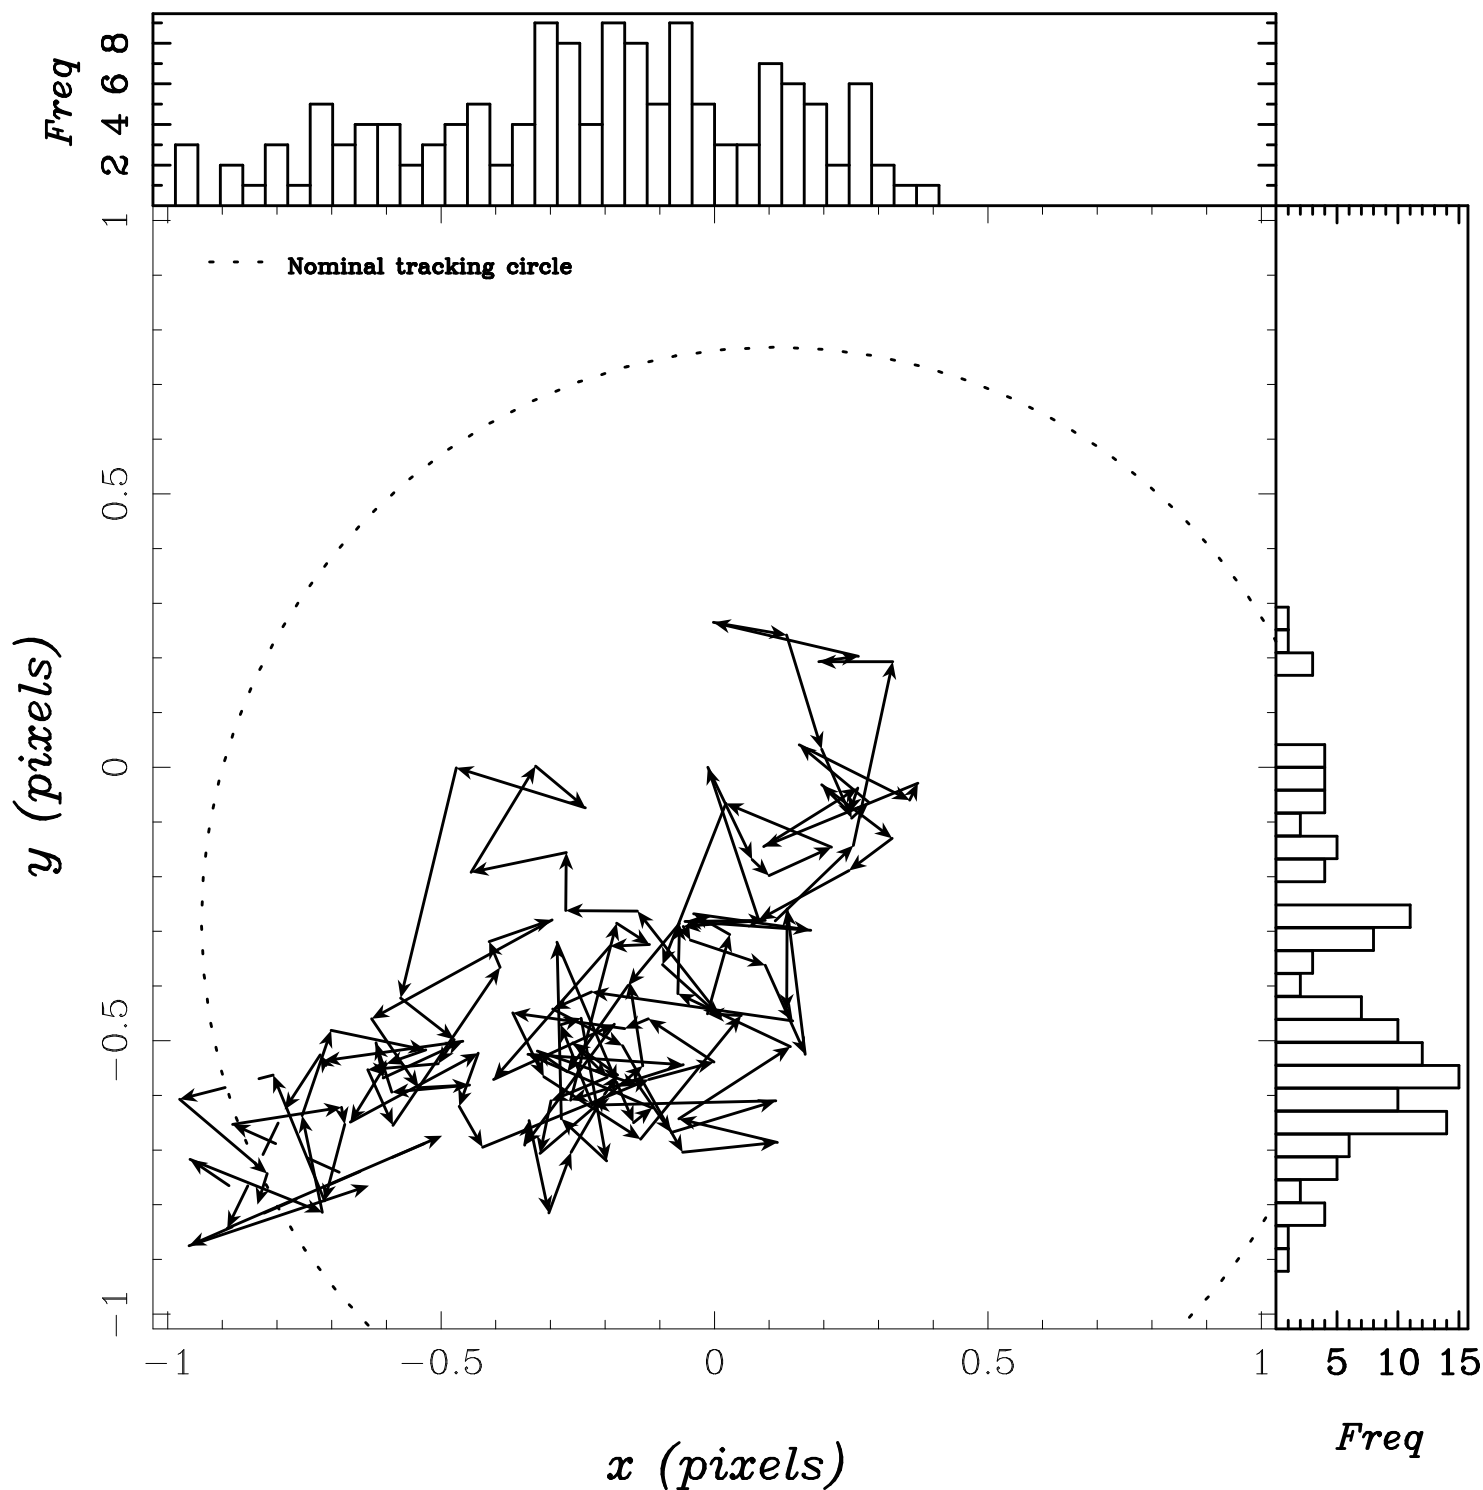 Freq
2 4 6 8
Nominal tracking circle
1
0.5
0
−0.5
−1
y (pixels)
−1 −0.5 0 0.5 1
5 10 15
Freq
x (pixels)